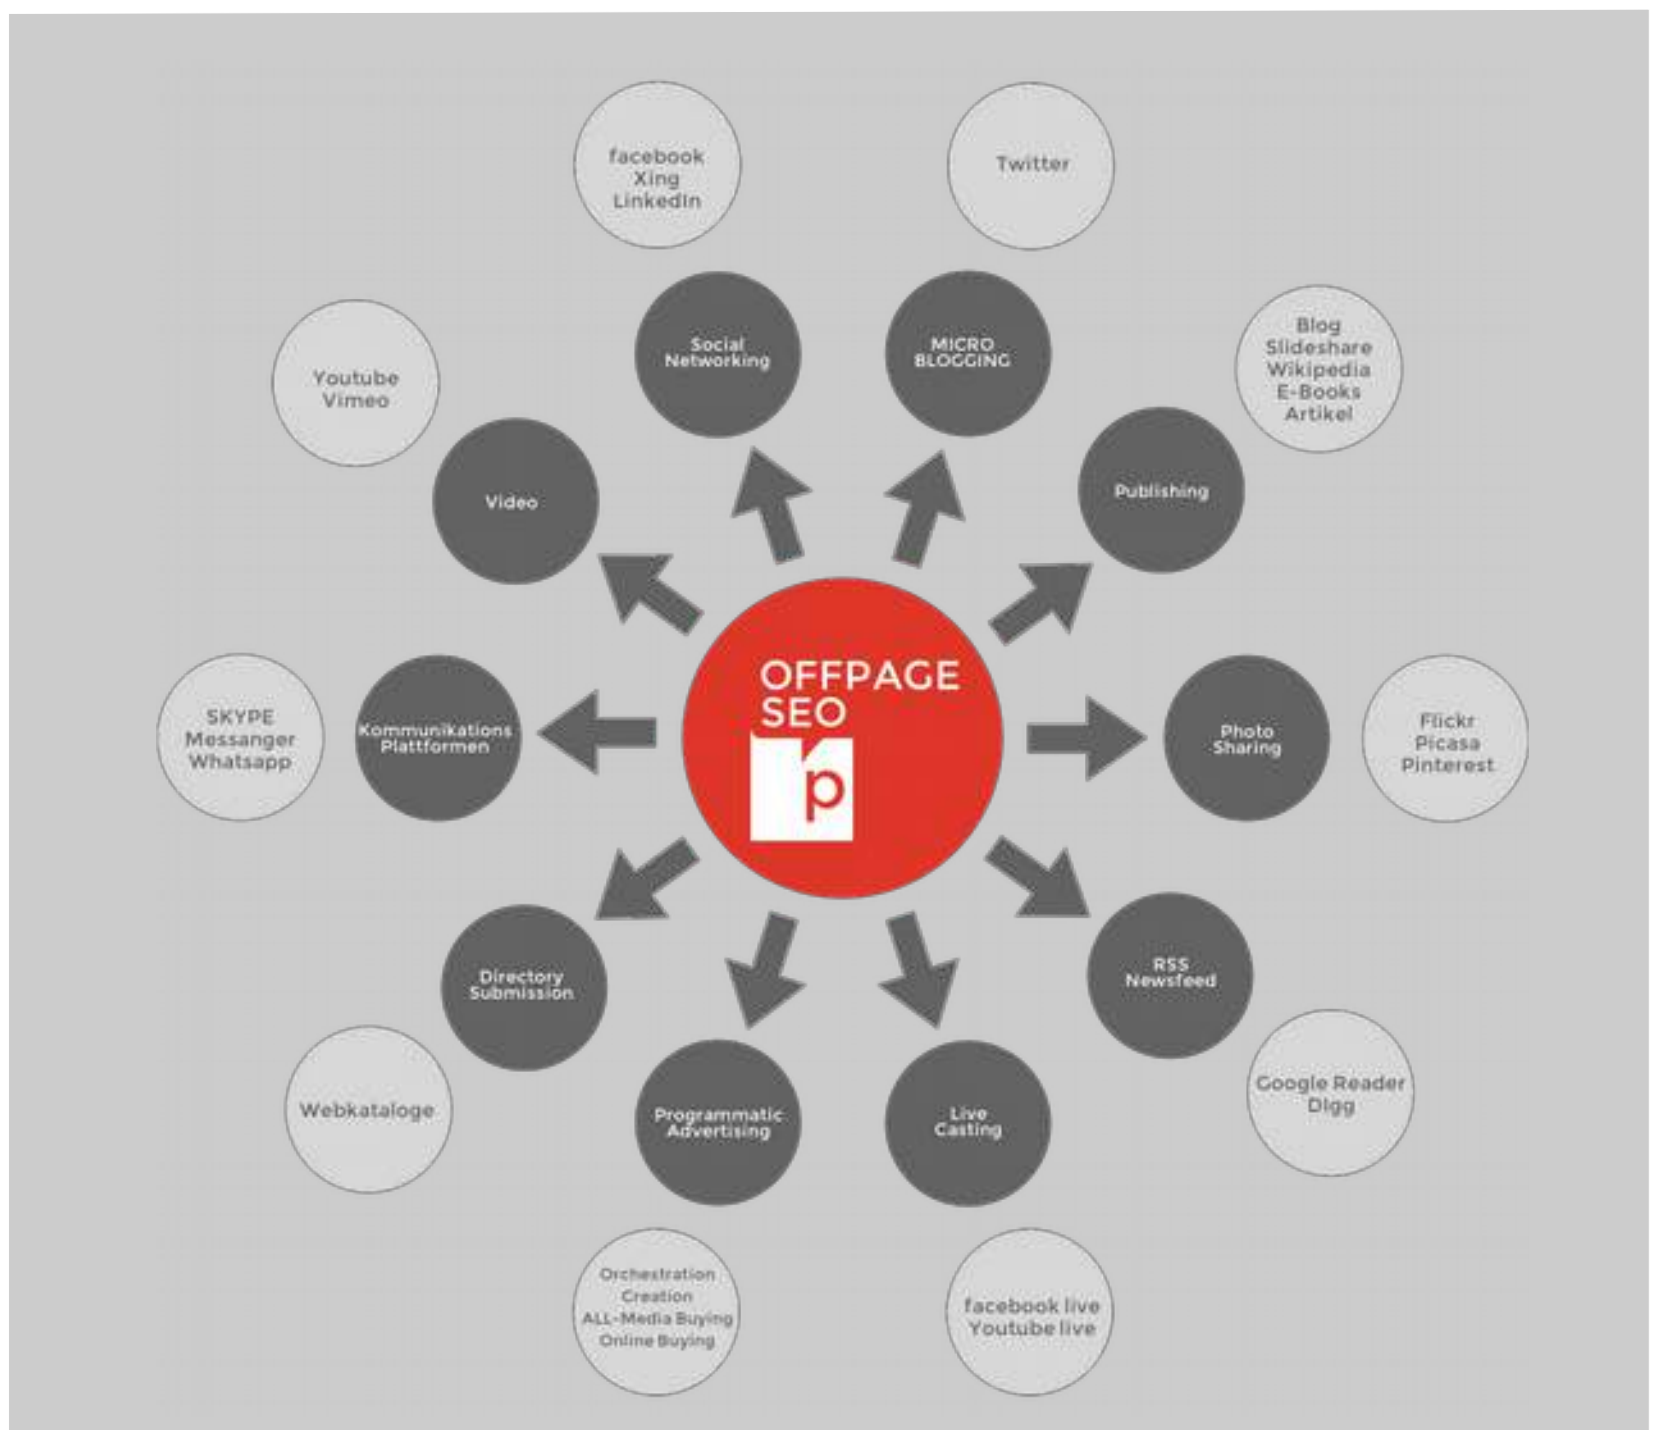 facebook
Xing
LinkedIn
Twitter
Social
Networking
MICRO
BLOGGING
Blog
Slideshare
Wikipedia
E-Books
Artikel
Youtube
Vimeo
Video
Publishing
OFFPAGE
SEO
p
SKYPE
Messanger
Whatsapp
Kommunikations
Plattformen
Photo
Sharing
Flickr
Picasa
Pinterest
Directory
Submission
RSS
Newsfeed
Webkataloge
Programmatic
Advertising
Live
Casting
Google Reader
DIgg
Orchestration
Creation
ALL-Media Buying
Online Buying
facebook live
Youtube live